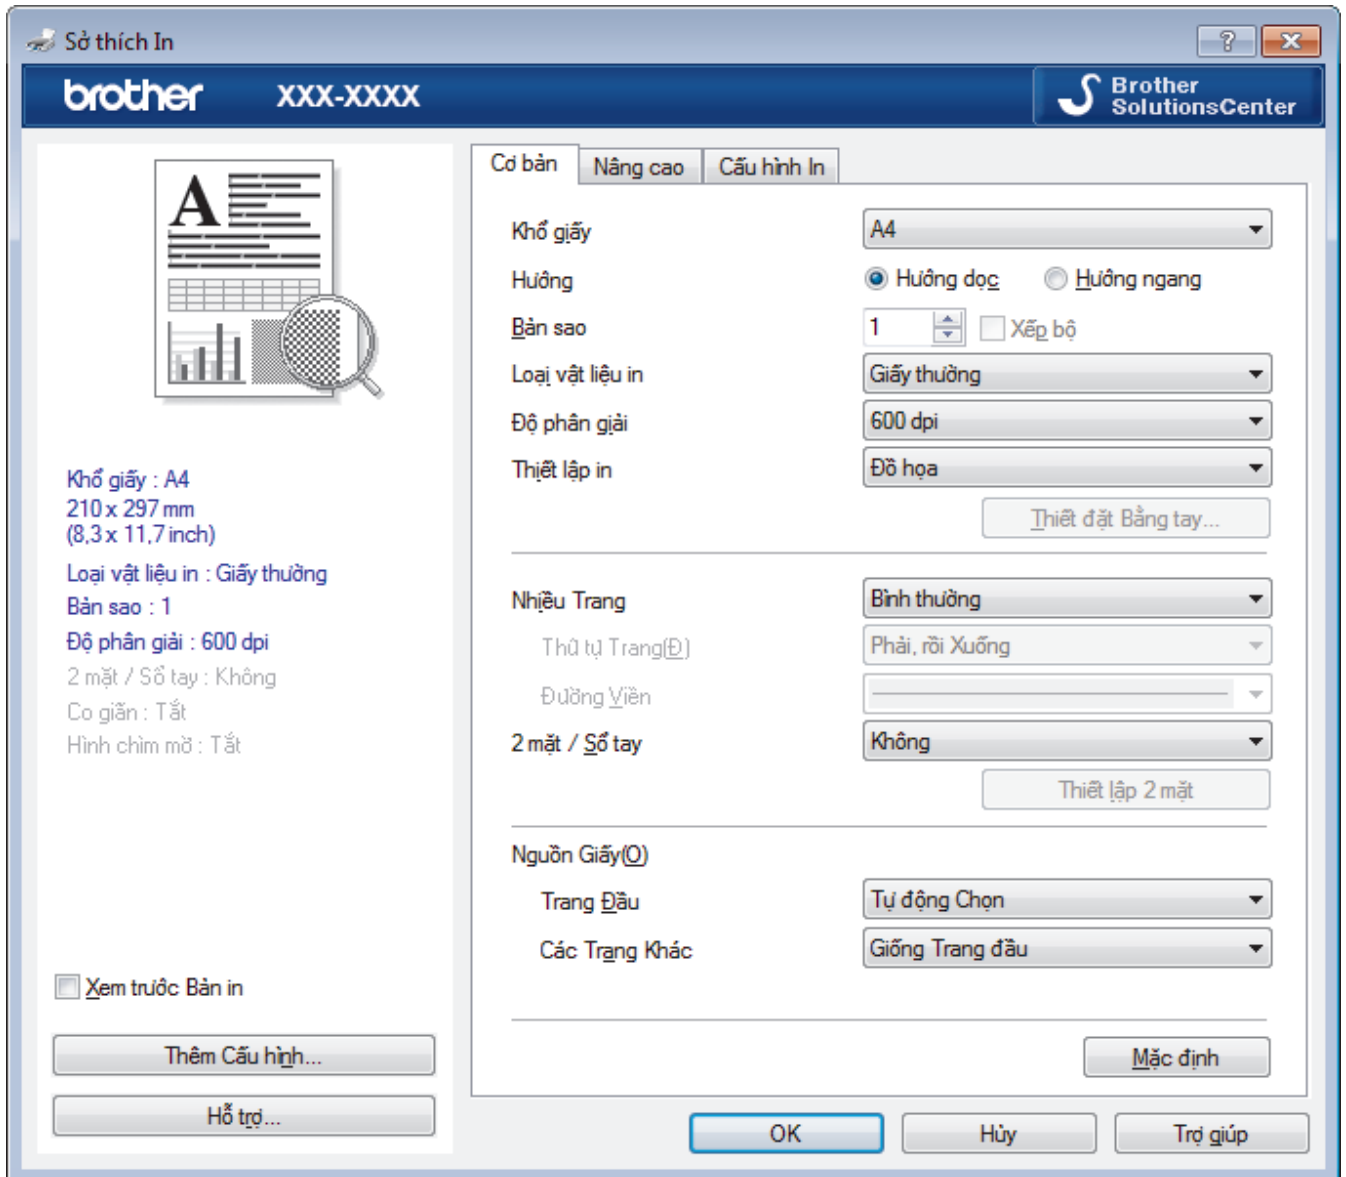 Sở thích In
?
brother XXX-XXXX
Brother
SolutionsCenter
A
Khổ giấy : A4
210 x 297 mm
(8,3 x 11,7 inch)
Loại vật liệu in : Giấy thường
Bản sao : 1
Độ phân giải : 600 dpi
2 mặt / Sổ tay : Không
Co giãn : Tắt
Hình chìm mờ : Tắt
Xem trước Bản in
Thêm Cấu hình...
Hỗ trợ...
Cơ bản Nâng cao Cấu hình In
Khổ giấy A4
Hướng Hướng dọc Hướng ngang
Bản sao 1 Xếp bộ
Loại vật liệu in Giấy thường
Độ phân giải 600 dpi
Thiết lập in Đồ họa
Thiết đặt Bằng tay...
Nhiều Trang Bình thường
Thứ tự Trang(Đ) Phải, rồi Xuống
Đường Viền
2 mặt / Sổ tay Không
Thiết lập 2 mặt
Nguồn Giấy(O)
Trang Đầu Tự động Chọn
Các Trang Khác Giống Trang đầu
Mặc định
OK Hủy Trợ giúp